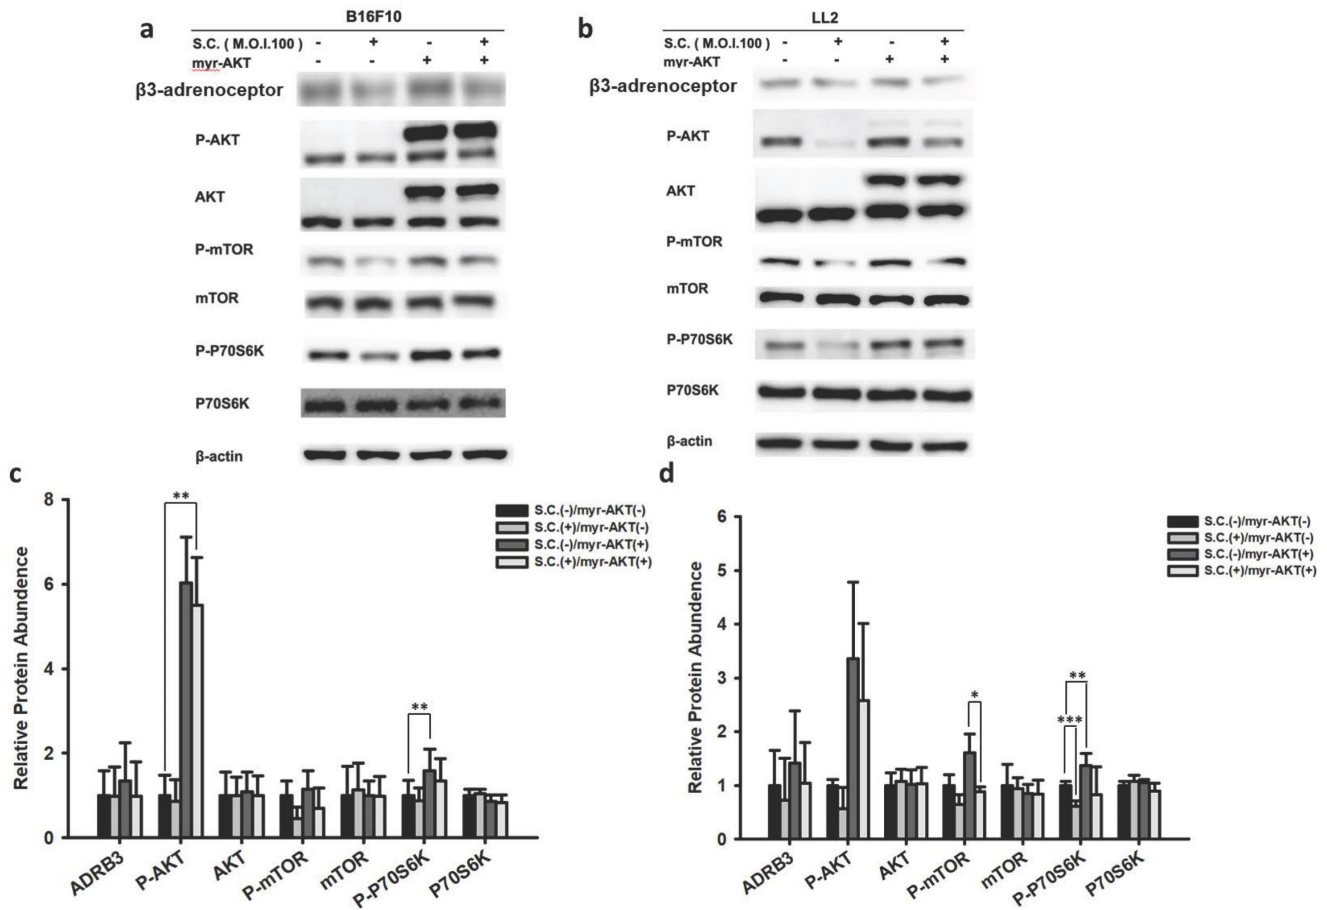 a
B16F10
S.C. ( M.O.I.100 ) - + - +
myr-AKT - - + +
β3-adrenoceptor
P-AKT
AKT
P-mTOR
mTOR
P-P70S6K
P70S6K
β-actin
b
LL2
S.C. ( M.O.I.100 ) - + - +
myr-AKT - - + +
β3-adrenoceptor
P-AKT
AKT
P-mTOR
mTOR
P-P70S6K
P70S6K
β-actin
c
Relative Protein Abundence
8
6
4
2
0
**
**
S.C.(-)/myr-AKT(-)
S.C.(+)/myr-AKT(-)
S.C.(-)/myr-AKT(+)
S.C.(+)/myr-AKT(+)
ADRB3 P-AKT AKT P-mTOR mTOR P-P70S6K P70S6K
d
Relative Protein Abundence
6
5
4
3
2
1
0
*
**
***
S.C.(-)/myr-AKT(-)
S.C.(+)/myr-AKT(-)
S.C.(-)/myr-AKT(+)
S.C.(+)/myr-AKT(+)
ADRB3 P-AKT AKT P-mTOR mTOR P-P70S6K P70S6K